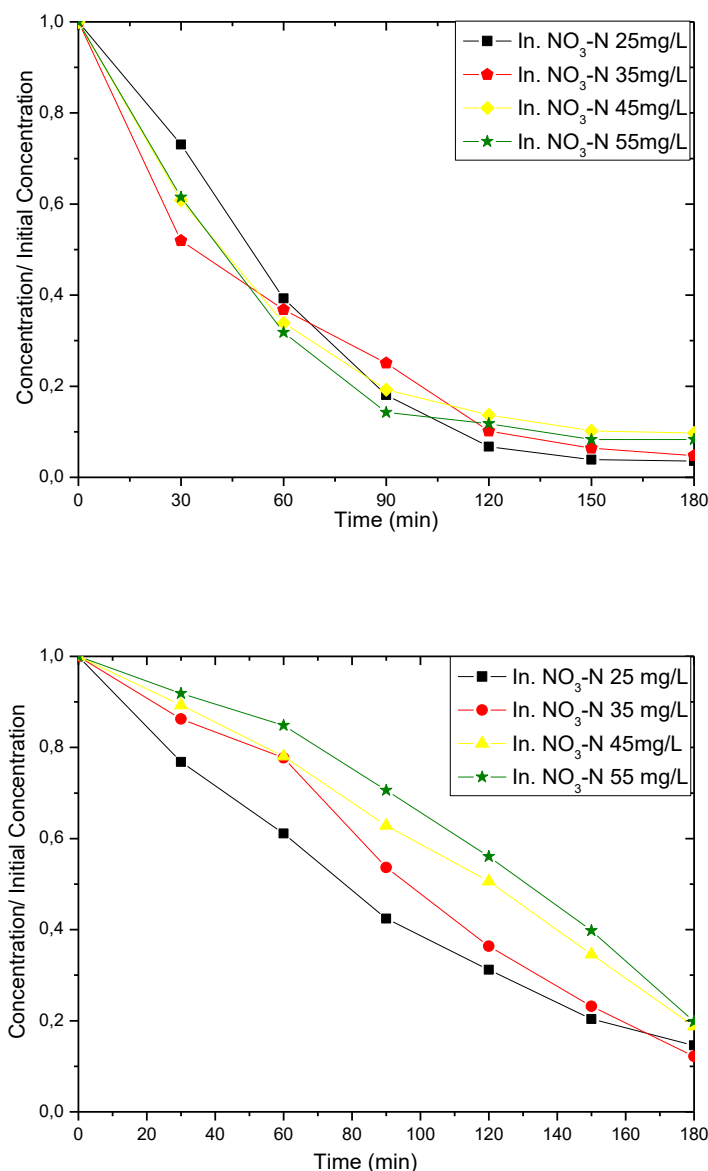 1,0
0,8
0,6
0,4
0,2
0,0
Concentration/ Initial Concentration
In. NO₃-N 25mg/L
In. NO₃-N 35mg/L
In. NO₃-N 45mg/L
In. NO₃-N 55mg/L
0 30 60 90 120 150 180
Time (min)
1,0
0,8
0,6
0,4
0,2
0,0
Concentration/ Initial Concentration
In. NO₃-N 25 mg/L
In. NO₃-N 35 mg/L
In. NO₃-N 45mg/L
In. NO₃-N 55 mg/L
0 20 40 60 80 100 120 140 160 180
Time (min)